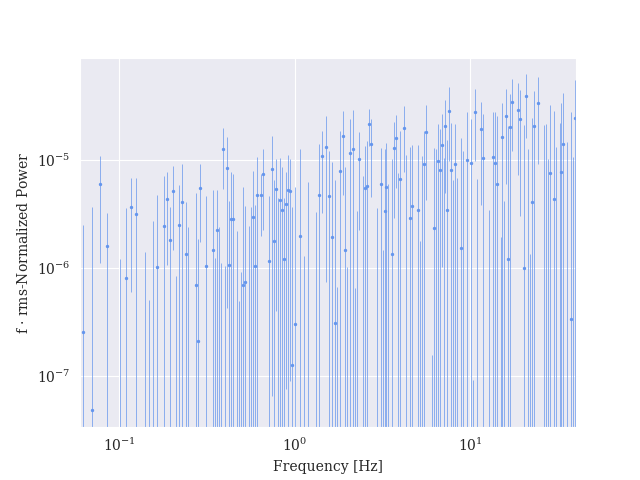 f · rms-Normalized Power
10⁻⁵
10⁻⁶
10⁻⁷
10⁻¹ 10⁰ 10¹
Frequency [Hz]